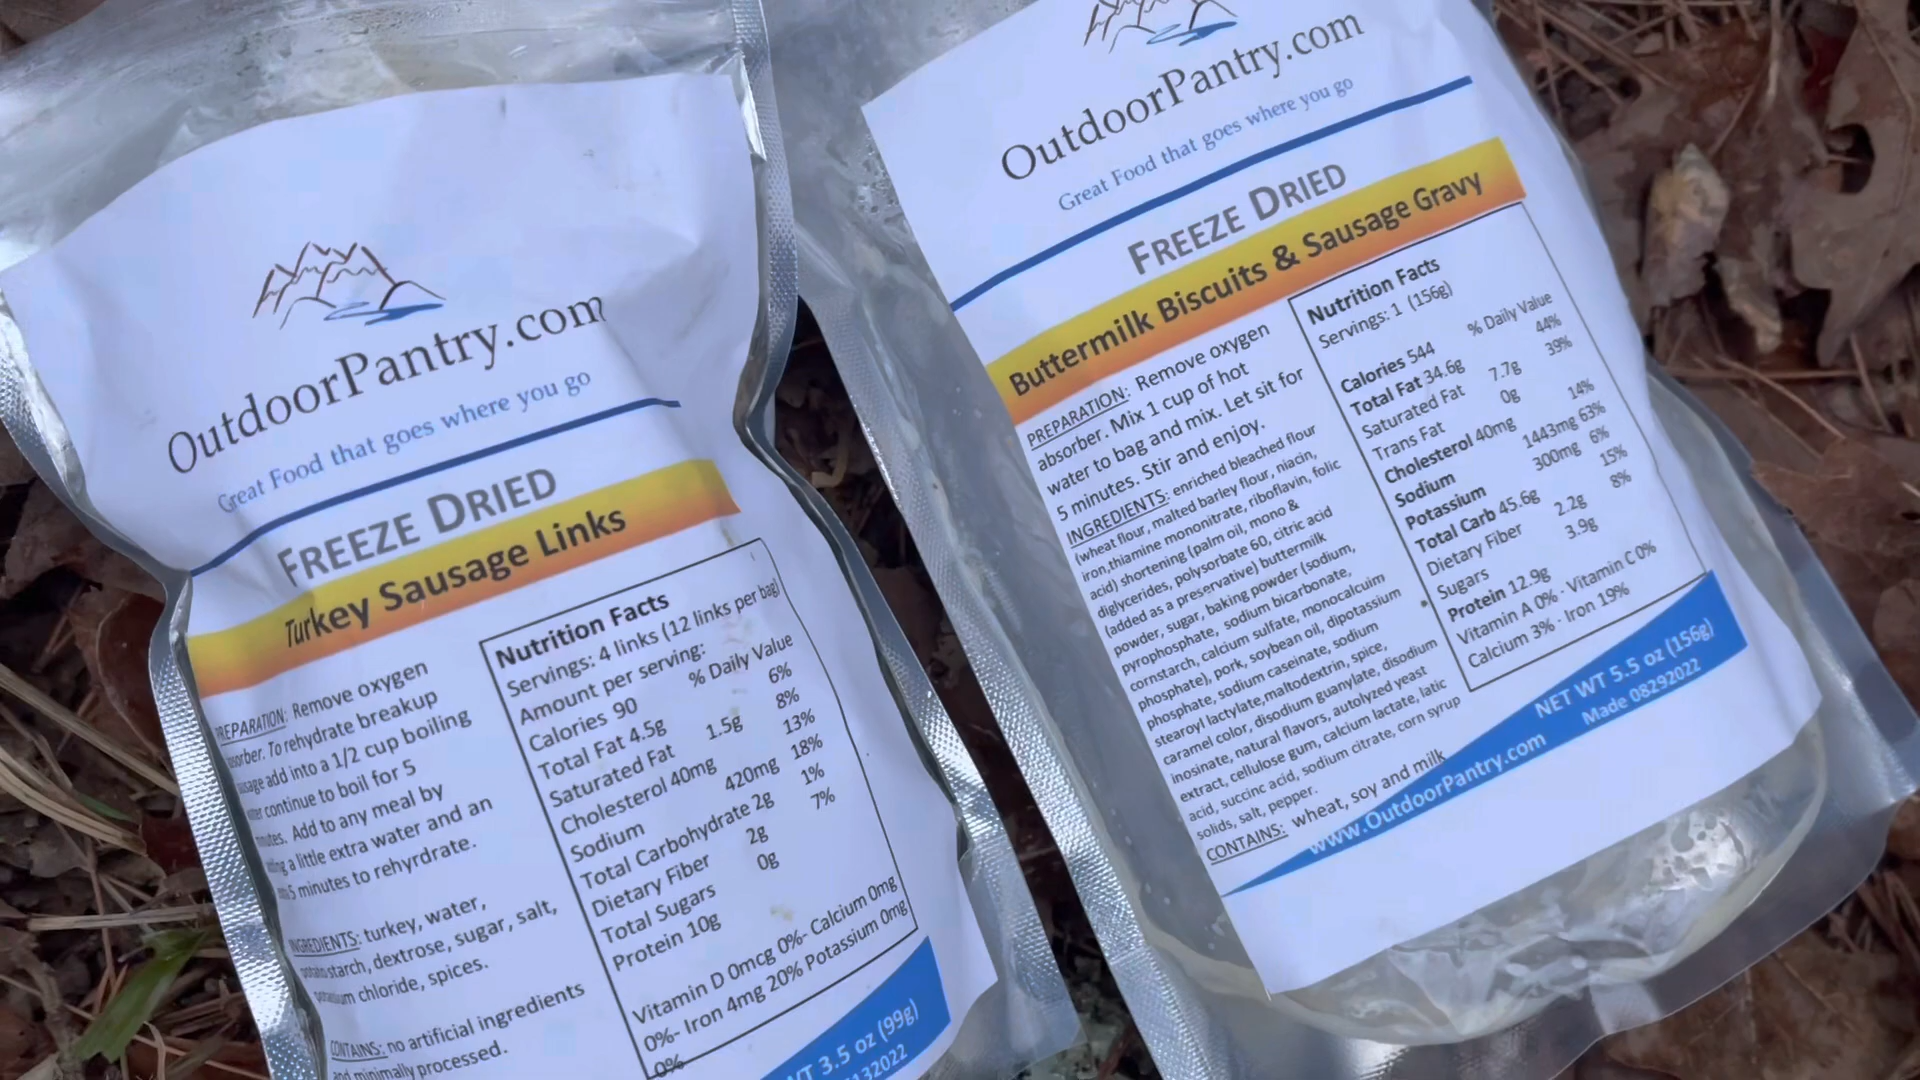 OutdoorPantry.com
Great Food that goes where you go
FREEZE DRIED
Turkey Sausage Links
PREPARATION: Remove oxygen
To rehydrate breakup
add into a 1/2 cup boiling
continue to boil for 5
Add to any meal by
a little extra water and an
5 minutes to rehyrdrate.
INGREDIENTS: turkey, water,
potato starch, dextrose, sugar, salt,
potassium chloride, spices.
CONTAINS: no artificial ingredients
and minimally processed.
Nutrition Facts
Servings: 4 links (12 links per bag)
Amount per serving:
% Daily Value
Calories 90
Total Fat 4.5g 6%
Saturated Fat 1.5g 8%
Cholesterol 40mg 13%
Sodium 420mg 18%
Total Carbohydrate 2g 1%
Dietary Fiber 2g 7%
Total Sugars 0g
Protein 10g
Vitamin D 0mcg 0%- Calcium 0mg
0%- Iron 4mg 20% Potassium 0mg
0%
WT 3.5 oz (99g)
132022
OutdoorPantry.com
Great Food that goes where you go
FREEZE DRIED
Buttermilk Biscuits & Sausage Gravy
PREPARATION: Remove oxygen
absorber. Mix 1 cup of hot
water to bag and mix. Let sit for
5 minutes. Stir and enjoy.
INGREDIENTS: enriched bleached flour
(wheat flour, malted barley flour, niacin,
iron,thiamine mononitrate, riboflavin, folic
acid) shortening (palm oil, mono &
diglycerides, polysorbate 60, citric acid
(added as a preservative) buttermilk
powder, sugar, baking powder (sodium,
pyrophosphate, sodium bicarbonate,
cornstarch, calcium sulfate, monocalcium
phosphate), pork, soybean oil, dipotassium
phosphate, sodium caseinate, sodium
stearoyl lactylate,maltodextrin, spice,
caramel color, disodium guanylate, disodium
inosinate, natural flavors, autolyzed yeast
extract, cellulose gum, calcium lactate, latic
acid, succinc acid, sodium citrate, corn syrup
solids, salt, pepper.
CONTAINS: wheat, soy and milk
Nutrition Facts
Servings: 1 (156g)
% Daily Value
Calories 544
Total Fat 34.6g 44%
Saturated Fat 7.7g 39%
Trans Fat 0g
Cholesterol 40mg 14%
Sodium 1443mg 63%
Potassium 300mg 6%
Total Carb 45.6g 15%
Dietary Fiber 2.2g 8%
Sugars 3.9g
Protein 12.9g
Vitamin A 0% · Vitamin C 0%
Calcium 3% · Iron 19%
NET WT 5.5 oz (156g)
Made 08292022
www.OutdoorPantry.com